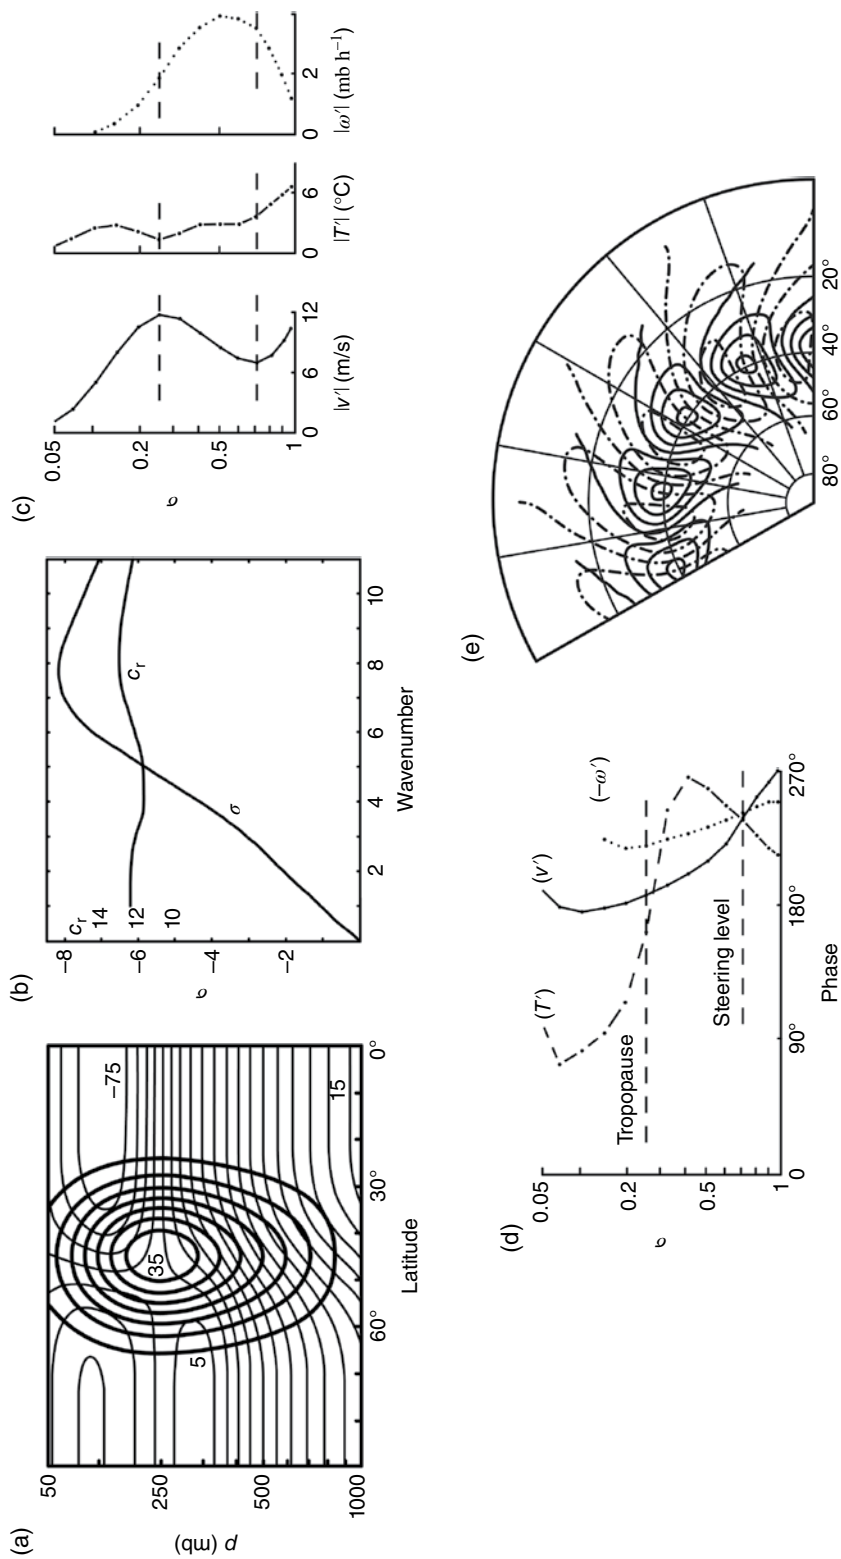 (a)
50
250
500
1000
p (mb)
35
5
−75
15
60°
30°
0°
Latitude
(b)
c_r
14
12
10
−8
−6
−4
−2
σ
c_r
σ
2
4
6
8
10
Wavenumber
(c)
0.05
0.2
0.5
1
σ
0
6
12
|v′| (m/s)
0
6
|T′| (°C)
0
2
|ω′| (mb h⁻¹)
(d)
0.05
0.2
0.5
1
σ
(T′)
(v′)
(−ω′)
Tropopause
Steering level
0
90°
180°
270°
Phase
(e)
80°
60°
40°
20°